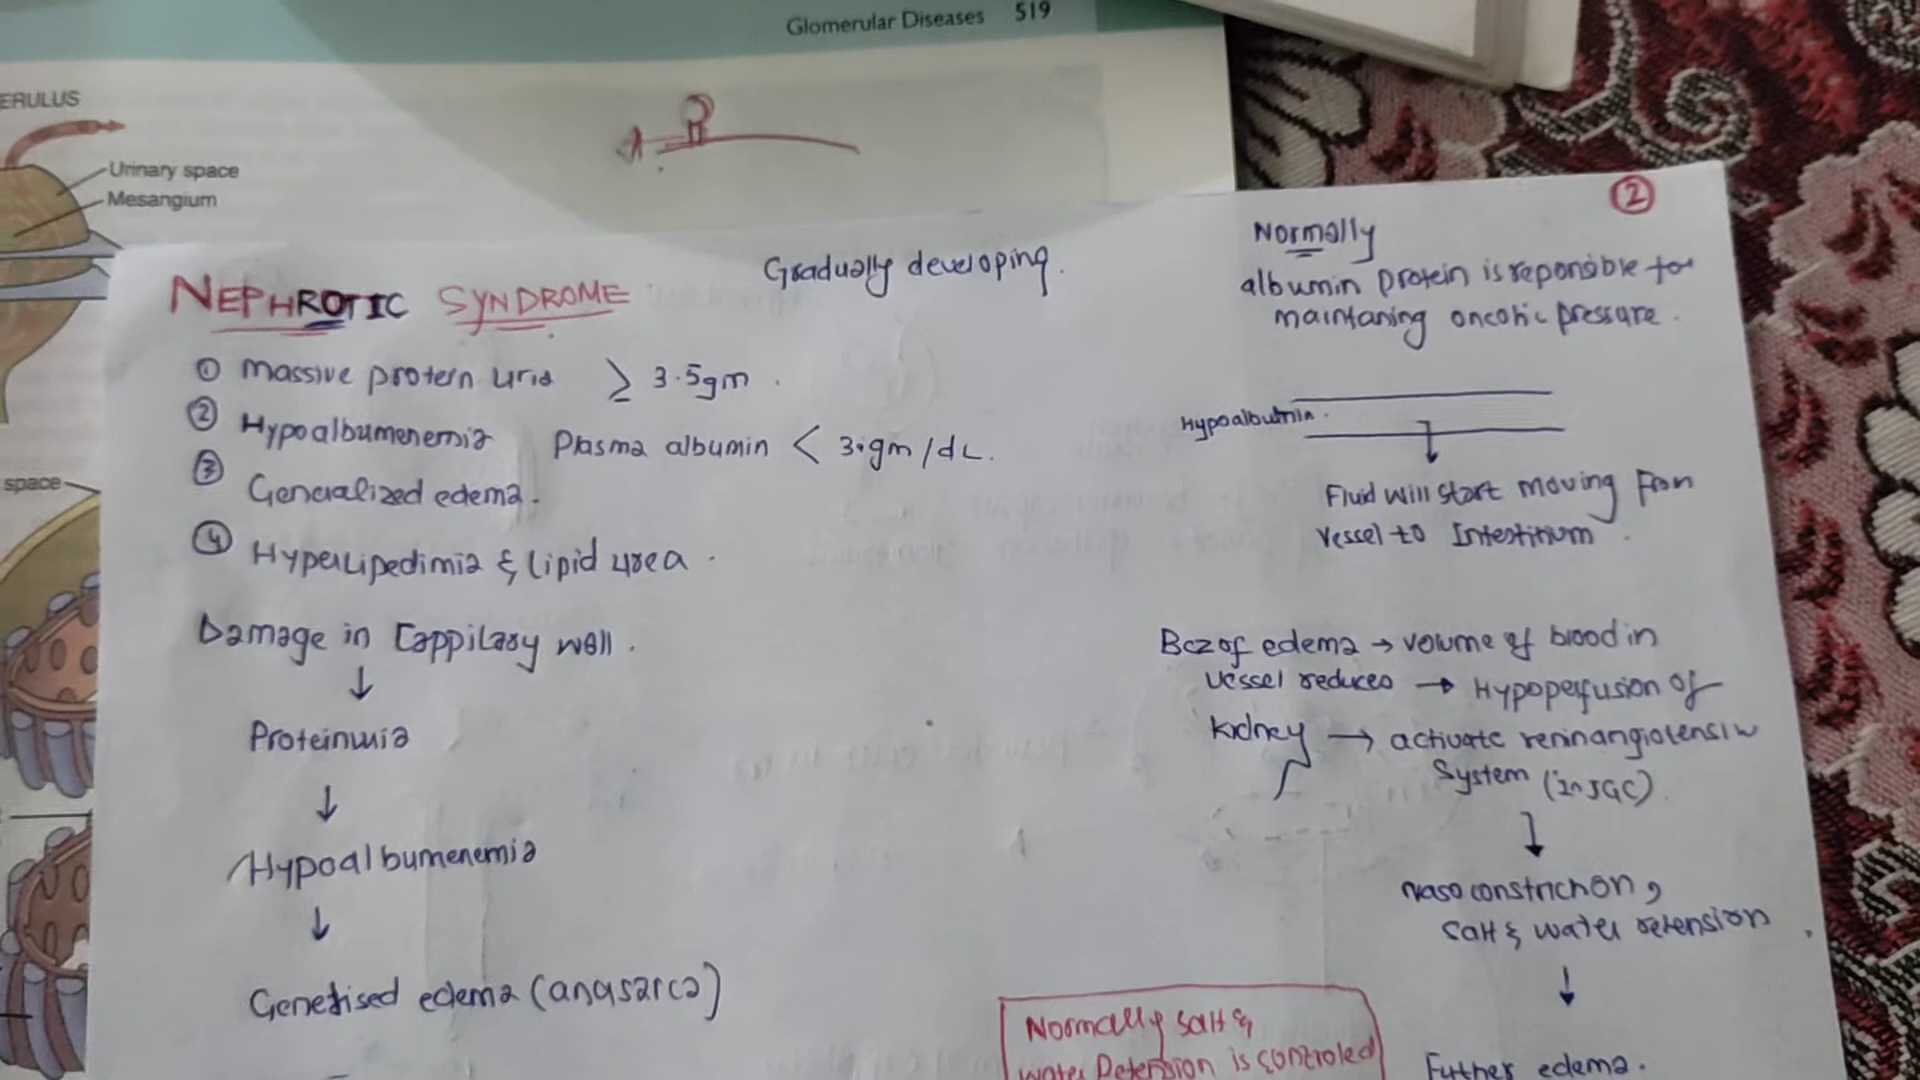 Glomerular Diseases 519
ERULUS
Urinary space
Mesangium
space
2
NEPHROTIC SYNDROME
Gradually developing.
① Massive protein uria ≥ 3.5gm.
② Hypoalbumenemia Plasma albumin < 3.gm/dL.
③ Generalized edema.
④ Hyperlipedimia & lipid urea.
Damage in Cappilary wall.
↓
Proteinuria
↓
Hypoalbumenemia
↓
Generised edema (anasarca)
Normally
albumin protein is reponsible for
maintaning oncotic pressure.
Hypoalbumin.
↓
Fluid will start moving from
vessel to Intestitium.
Bcz of edema → volume of blood in
vessel reduces → Hypoperfusion of
kidney → activate reninangiotensin
system (In JGC)
↓
vasoconstriction,
salt & water retension.
↓
Futher edema.
Normally salt &
water Retension is controled